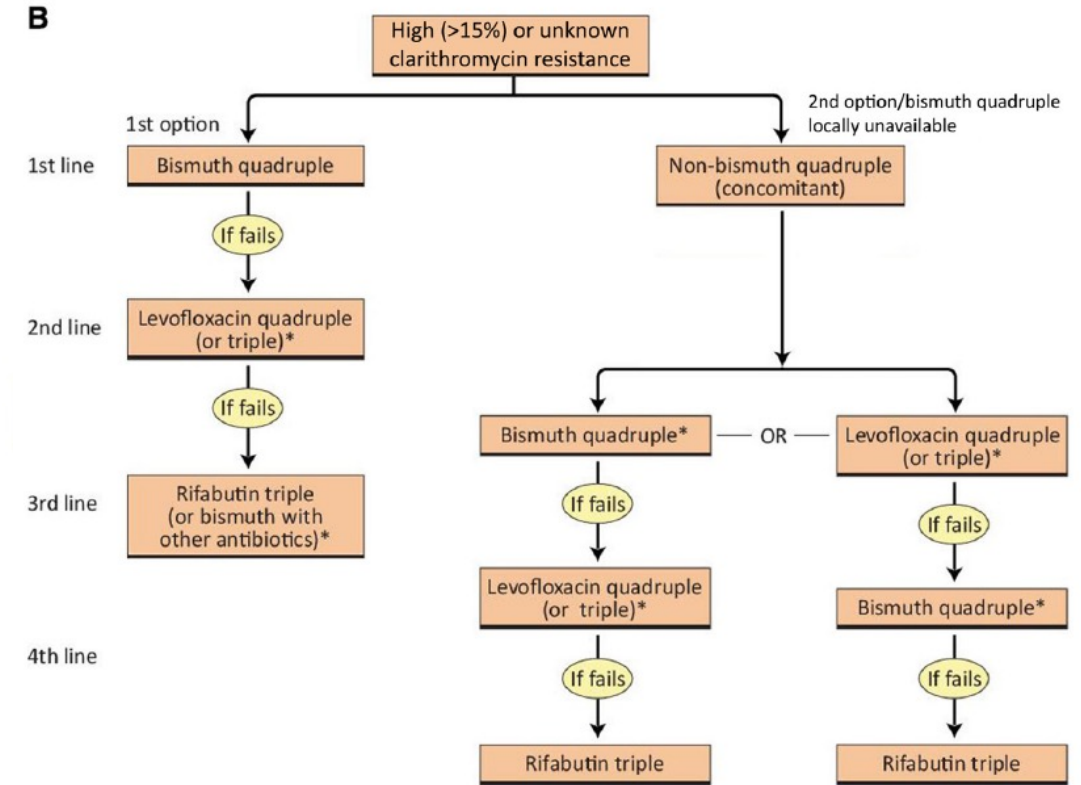 B
High (>15%) or unknown
clarithromycin resistance
2nd option/bismuth quadruple
locally unavailable
1st option
1st line
Bismuth quadruple
Non-bismuth quadruple
(concomitant)
If fails
2nd line
Levofloxacin quadruple
(or triple)*
If fails
Bismuth quadruple*
OR
Levofloxacin quadruple
(or triple)*
3rd line
Rifabutin triple
(or bismuth with
other antibiotics)*
If fails
If fails
Levofloxacin quadruple
(or triple)*
Bismuth quadruple*
4th line
If fails
If fails
Rifabutin triple
Rifabutin triple